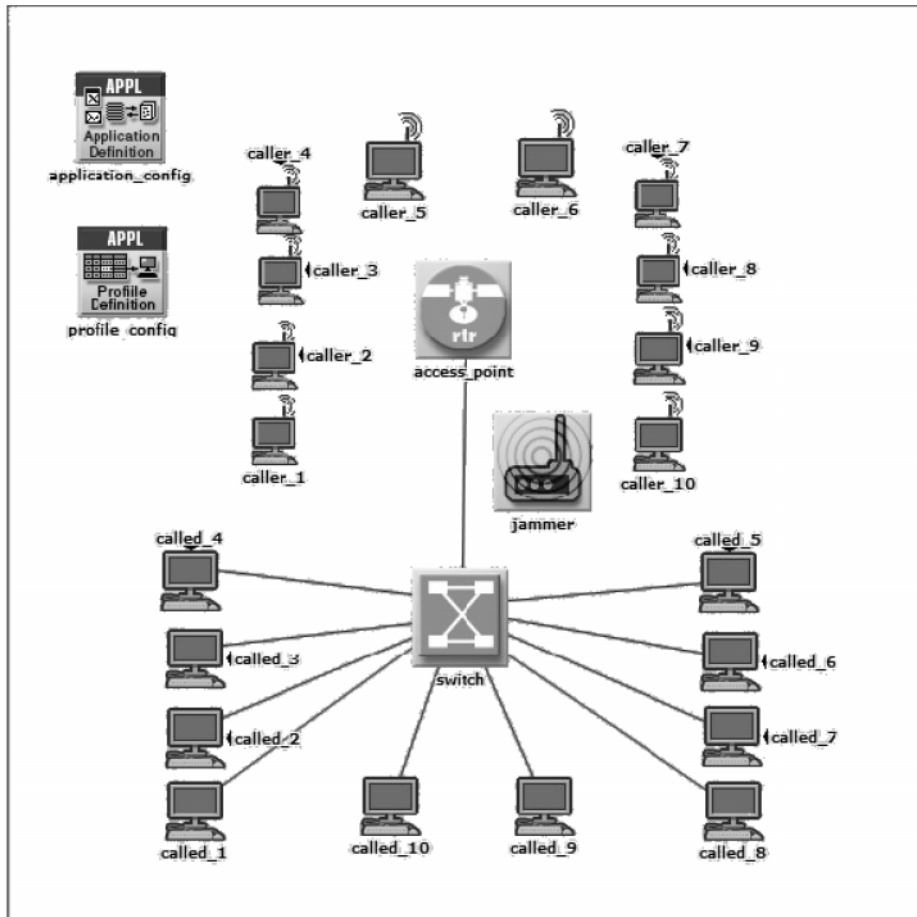 APPL
Application
Definition
application_config
APPL
Profiile
Definition
profile_config
caller_4
caller_5
caller_6
caller_7
caller_3
caller_8
caller_2
caller_9
caller_1
caller_10
rtr
access_point
jammer
called_4
called_5
called_3
called_6
switch
called_2
called_7
called_1
called_10
called_9
called_8